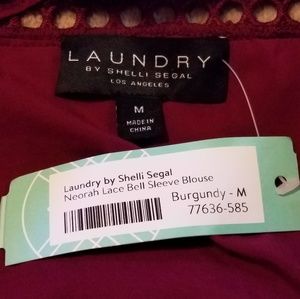 LAUNDRY
BY SHELLI SEGAL
LOS ANGELES
M
MADE IN
CHINA
Laundry by Shelli Segal
Neorah Lace Bell Sleeve Blouse
Burgundy - M
77636-585